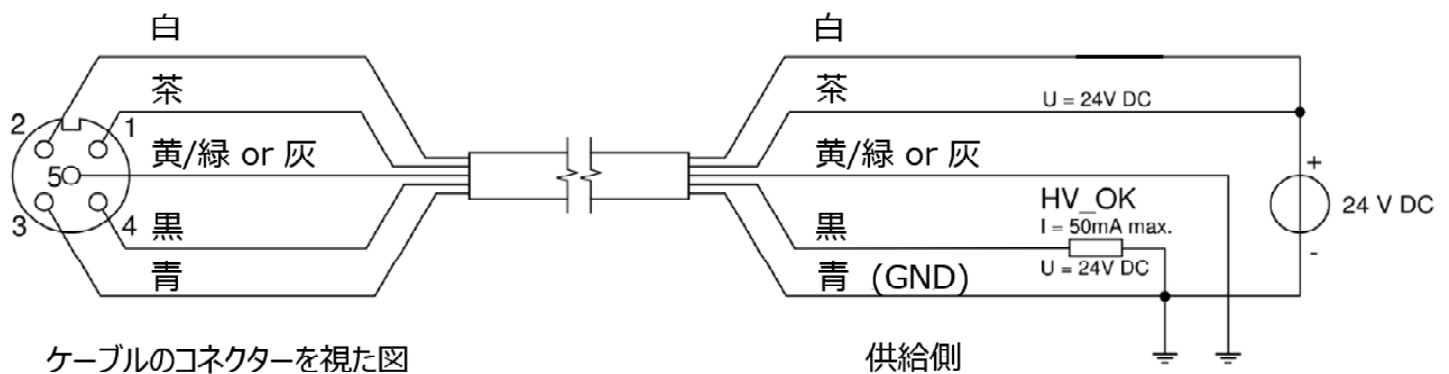 白
茶
黄/緑 or 灰
黒
青
2
1
5
3
4
ケーブルのコネクターを視た図
白
茶
U = 24V DC
黄/緑 or 灰
HV_OK
I = 50mA max.
黒
U = 24V DC
青 (GND)
+
24 V DC
-
供給側